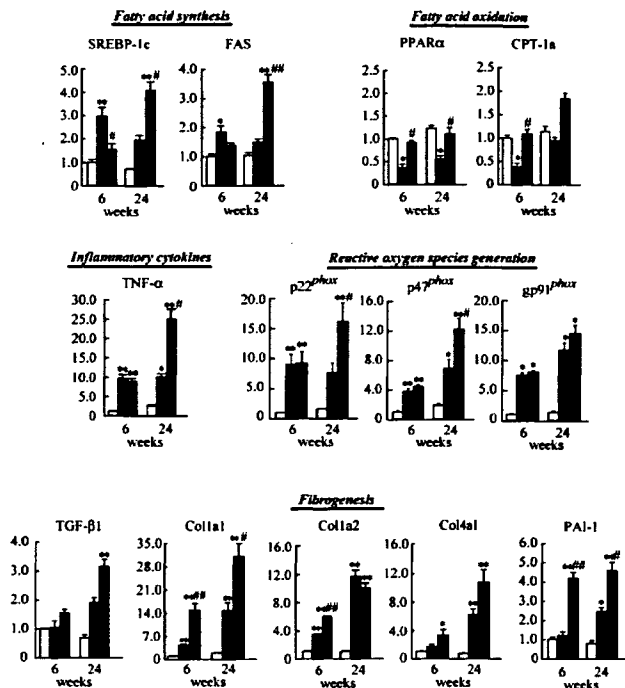 Fatty acid synthesis
Fatty acid oxidation
SREBP-1c
FAS
PPARα
CPT-1a
5.0
4.0
3.0
2.0
1.0
0
** # ** #
5.0
4.0
3.0
2.0
1.0
0
* ** ##
2.5
2.0
1.5
1.0
0.5
0
* # * #
2.5
2.0
1.5
1.0
0.5
0
* #
6 24
weeks
6 24
weeks
6 24
weeks
6 24
weeks
Inflammatory cytokines
Reactive oxygen species generation
TNF-α
p22phox
p47phox
gp91phox
30.0
25.0
20.0
15.0
10.0
5.0
0
** ** * ** #
20.0
15.0
10.0
5.0
0
** ** ** #
16.0
12.0
8.0
4.0
0
** ** * ** #
20.0
15.0
10.0
5.0
0
* * * *
6 24
weeks
6 24
weeks
6 24
weeks
6 24
weeks
Fibrogenesis
TGF-β1
Col1a1
Col1a2
Col4a1
PAI-1
4.0
3.0
2.0
1.0
0
**
35.0
28.0
21.0
14.0
7.0
0.0
** **## ** ** #
16.0
12.0
8.0
4.0
0
** **## ** **
16.0
12.0
8.0
4.0
0
* ** **
6.0
5.0
4.0
3.0
2.0
1.0
0
**## * ** #
6 24
weeks
6 24
weeks
6 24
weeks
6 24
weeks
6 24
weeks